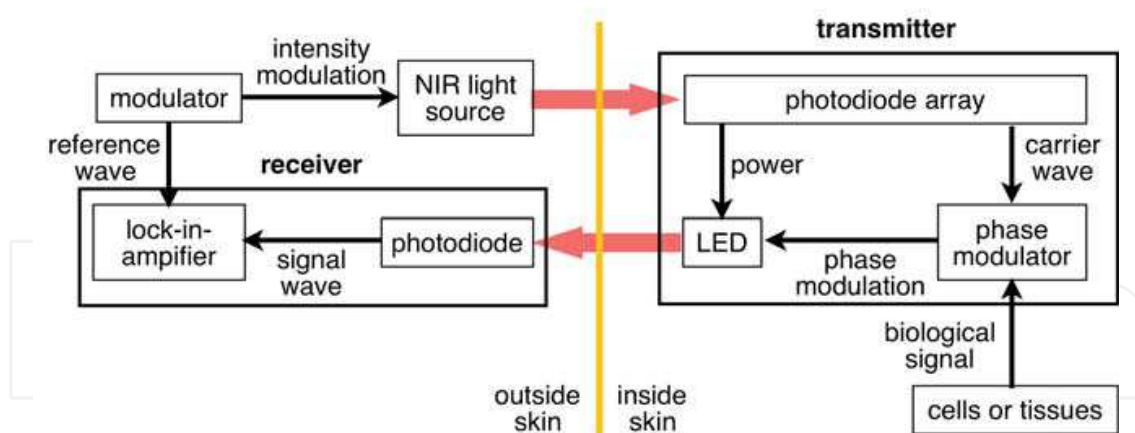 transmitter
intensity
modulation
modulator
NIR light
source
photodiode array
reference
wave
receiver
power
carrier
wave
lock-in-
ampifier
signal
wave
photodiode
LED
phase
modulation
phase
modulator
biological
signal
outside
skin
inside
skin
cells or tissues